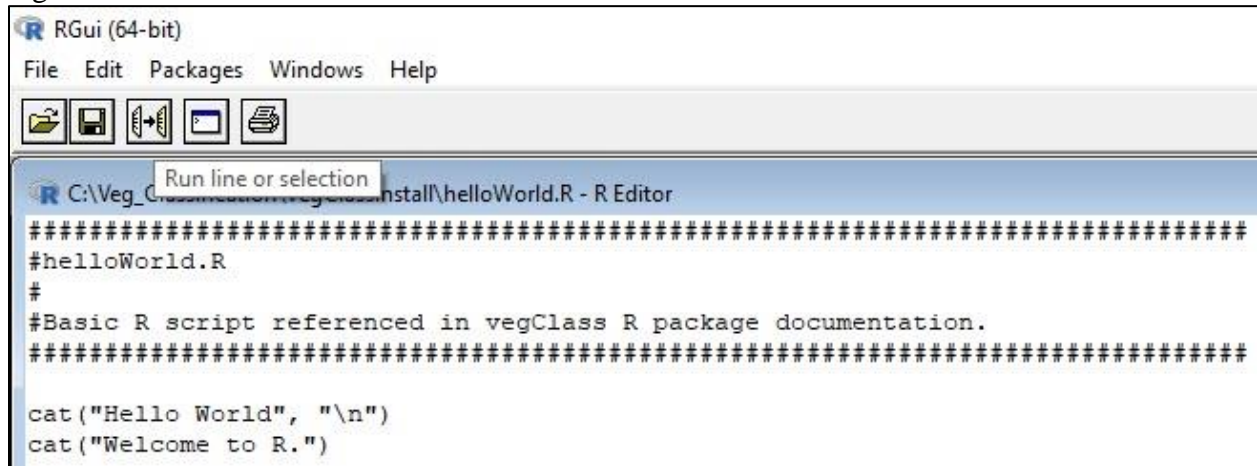 RGui (64-bit)
File Edit Packages Windows Help
Run line or selection
C:\Veg_ nstall\helloWorld.R - R Editor
################################################################################
#helloWorld.R
#
#Basic R script referenced in vegClass R package documentation.
################################################################################
cat("Hello World", "\n")
cat("Welcome to R.")